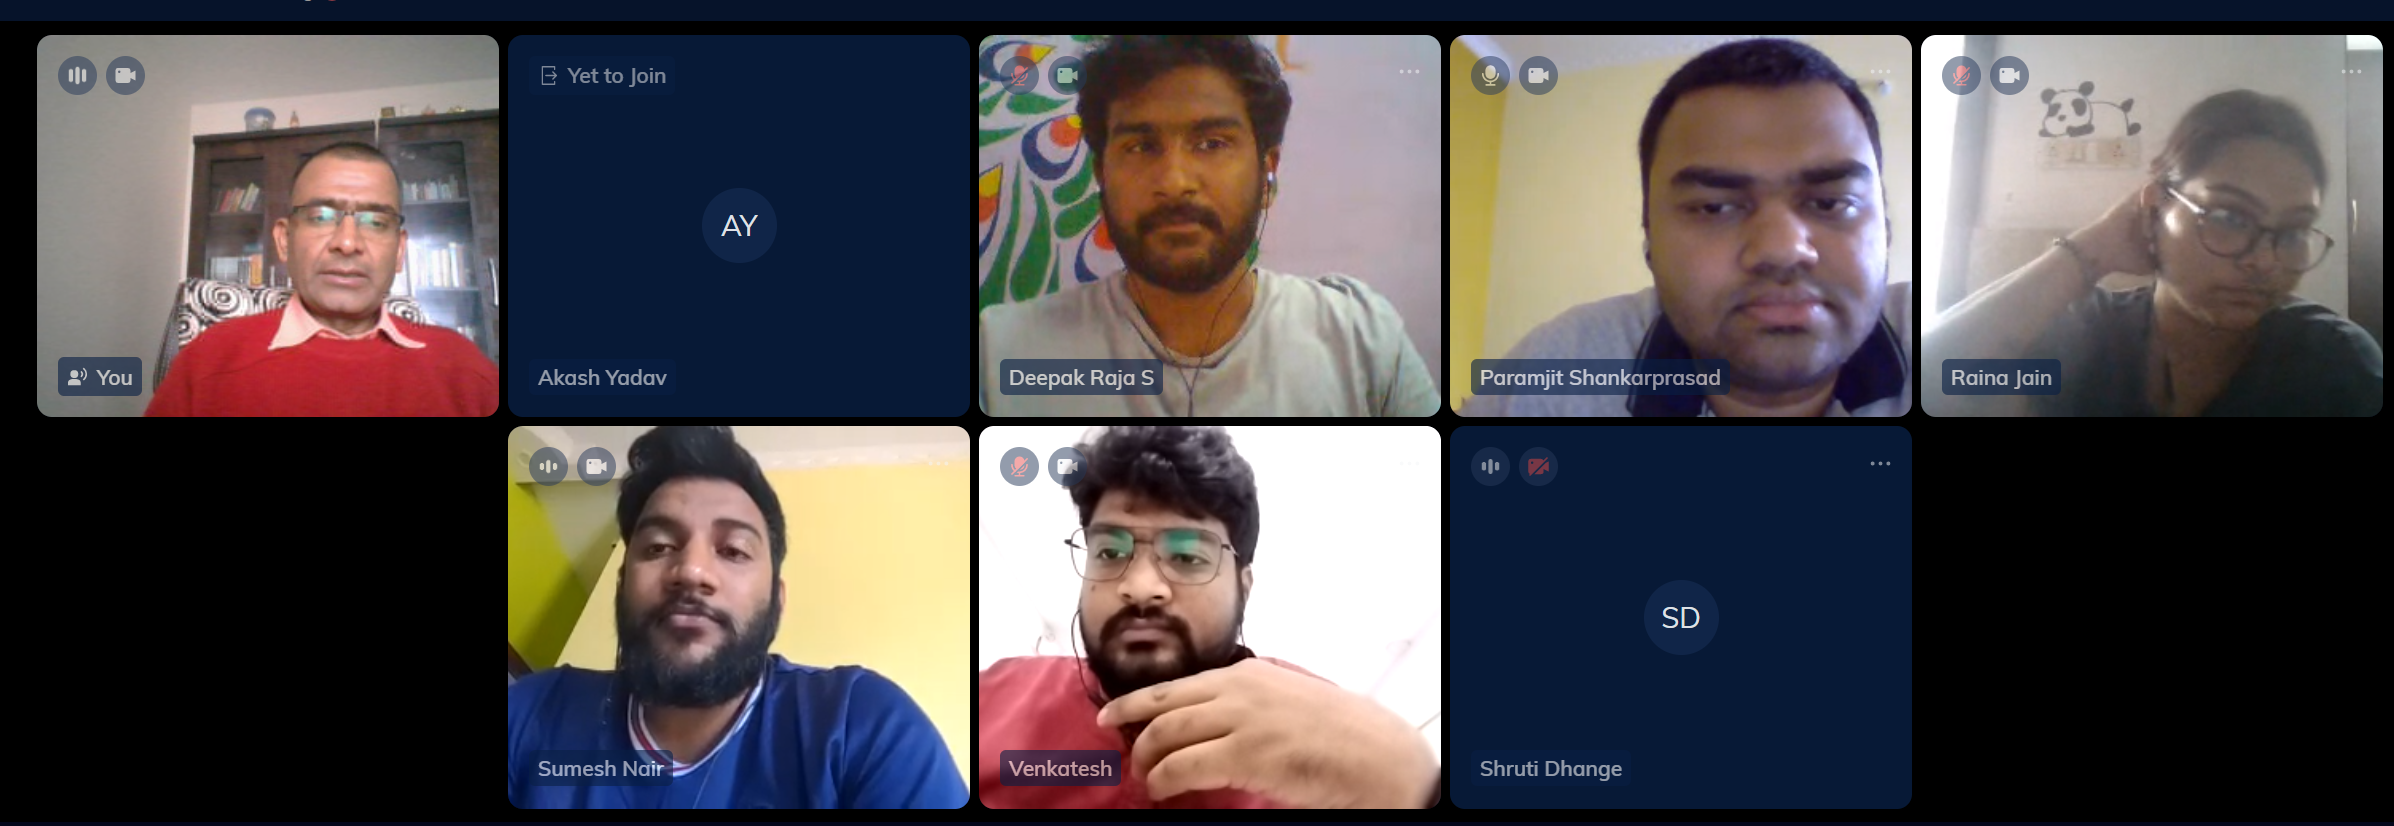 Yet to Join
AY
You
Akash Yadav
Deepak Raja S
Paramjit Shankarprasad
Raina Jain
SD
Sumesh Nair
Venkatesh
Shruti Dhange